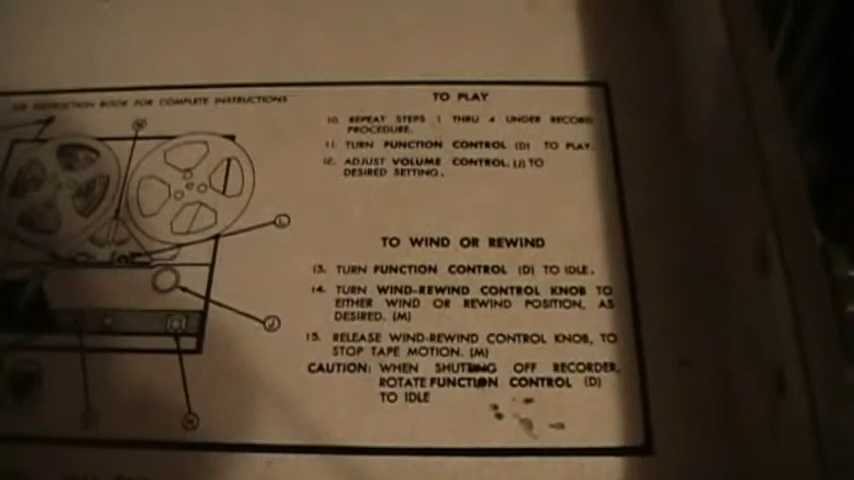 INSTRUCTION BOOK FOR COMPLETE INSTRUCTIONS
TO PLAY
10. REPEAT STEPS 1 THRU 4 UNDER RECORD
PROCEDURE.
11. TURN FUNCTION CONTROL (D) TO PLAY.
12. ADJUST VOLUME CONTROL (J) TO
DESIRED SETTING.
L
TO WIND OR REWIND
13. TURN FUNCTION CONTROL (D) TO IDLE.
14. TURN WIND-REWIND CONTROL KNOB TO
EITHER WIND OR REWIND POSITION, AS
DESIRED. (M)
J
15. RELEASE WIND-REWIND CONTROL KNOB, TO
STOP TAPE MOTION. (M)
CAUTION: WHEN SHUTTING OFF RECORDER,
ROTATE FUNCTION CONTROL (D)
TO IDLE